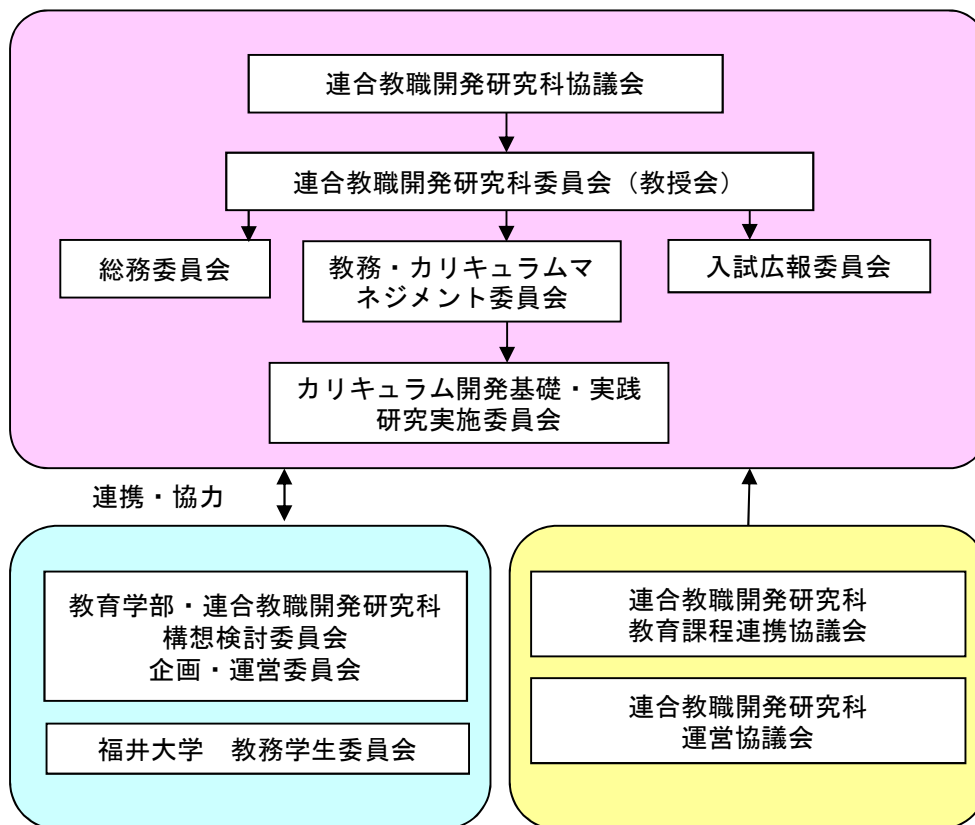 連合教職開発研究科協議会
連合教職開発研究科委員会（教授会）
総務委員会
教務・カリキュラムマ
ネジメント委員会
入試広報委員会
カリキュラム開発基礎・実践
研究実施委員会
連携・協力
教育学部・連合教職開発研究科
構想検討委員会
企画・運営委員会
福井大学　教務学生委員会
連合教職開発研究科
教育課程連携協議会
連合教職開発研究科
運営協議会